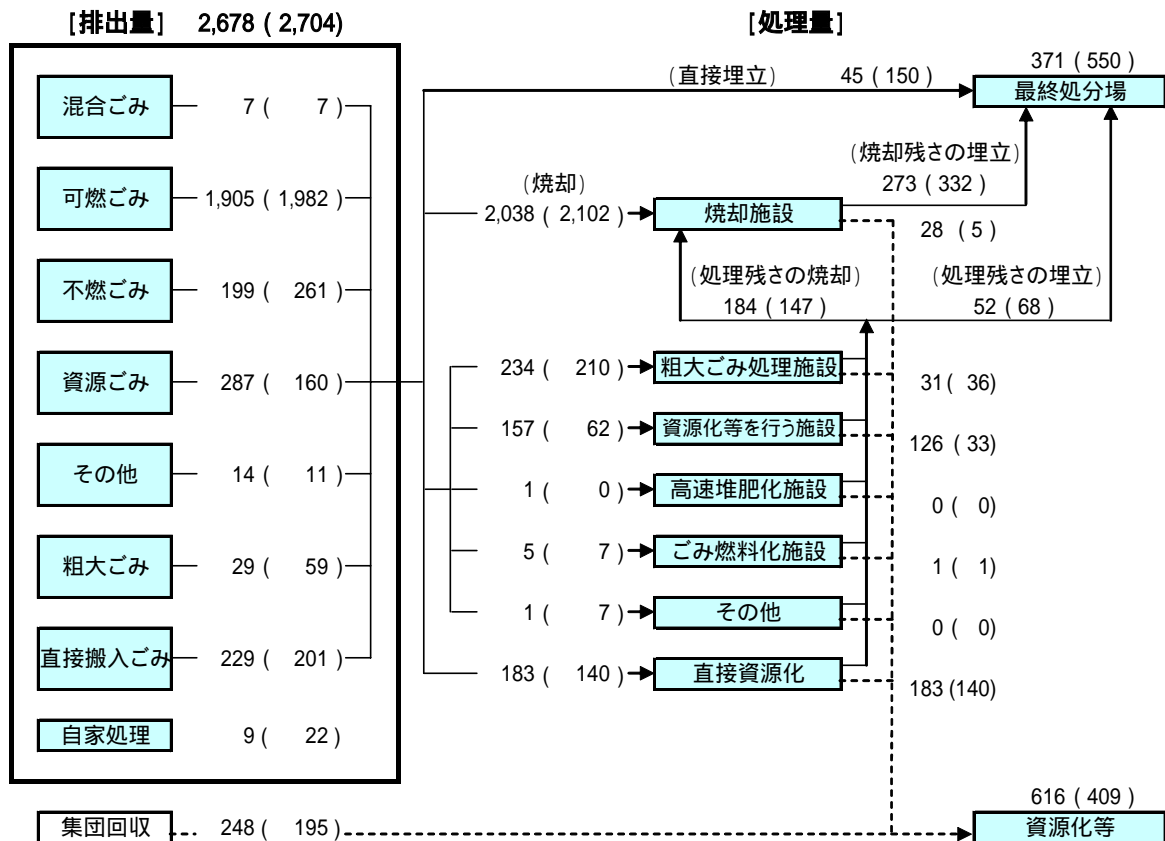 [排出量] 2,678 ( 2,704)
[処理量]
混合ごみ 7 ( 7 )
可燃ごみ 1,905 ( 1,982 )
不燃ごみ 199 ( 261 )
資源ごみ 287 ( 160 )
その他 14 ( 11 )
粗大ごみ 29 ( 59 )
直接搬入ごみ 229 ( 201 )
自家処理 9 ( 22 )
集団回収 248 ( 195 )
(直接埋立) 45 ( 150 )
371 ( 550 )
最終処分場
(焼却)
2,038 ( 2,102 ) 焼却施設
(焼却残さの埋立)
273 ( 332 )
28 ( 5 )
(処理残さの焼却)
184 ( 147 )
(処理残さの埋立)
52 ( 68 )
234 ( 210 ) 粗大ごみ処理施設 31 ( 36)
157 ( 62 ) 資源化等を行う施設 126 ( 33)
1 ( 0 ) 高速堆肥化施設 0 ( 0)
5 ( 7 ) ごみ燃料化施設 1 ( 1)
1 ( 7 ) その他 0 ( 0)
183 ( 140 ) 直接資源化 183 (140)
616 ( 409 )
資源化等